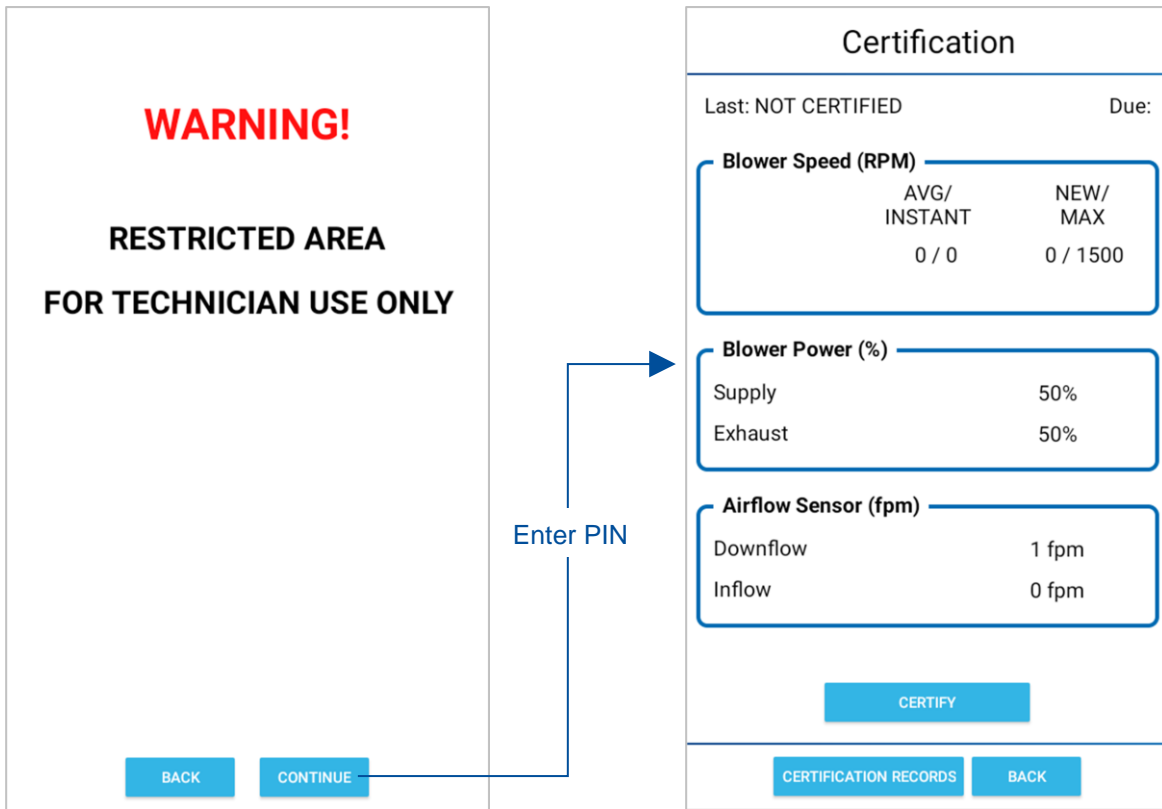 WARNING!
RESTRICTED AREA
FOR TECHNICIAN USE ONLY
BACK
CONTINUE
Enter PIN
Certification
Last: NOT CERTIFIED
Due:
Blower Speed (RPM)
AVG/
INSTANT
NEW/
MAX
0 / 0
0 / 1500
Blower Power (%)
Supply
50%
Exhaust
50%
Airflow Sensor (fpm)
Downflow
1 fpm
Inflow
0 fpm
CERTIFY
CERTIFICATION RECORDS
BACK